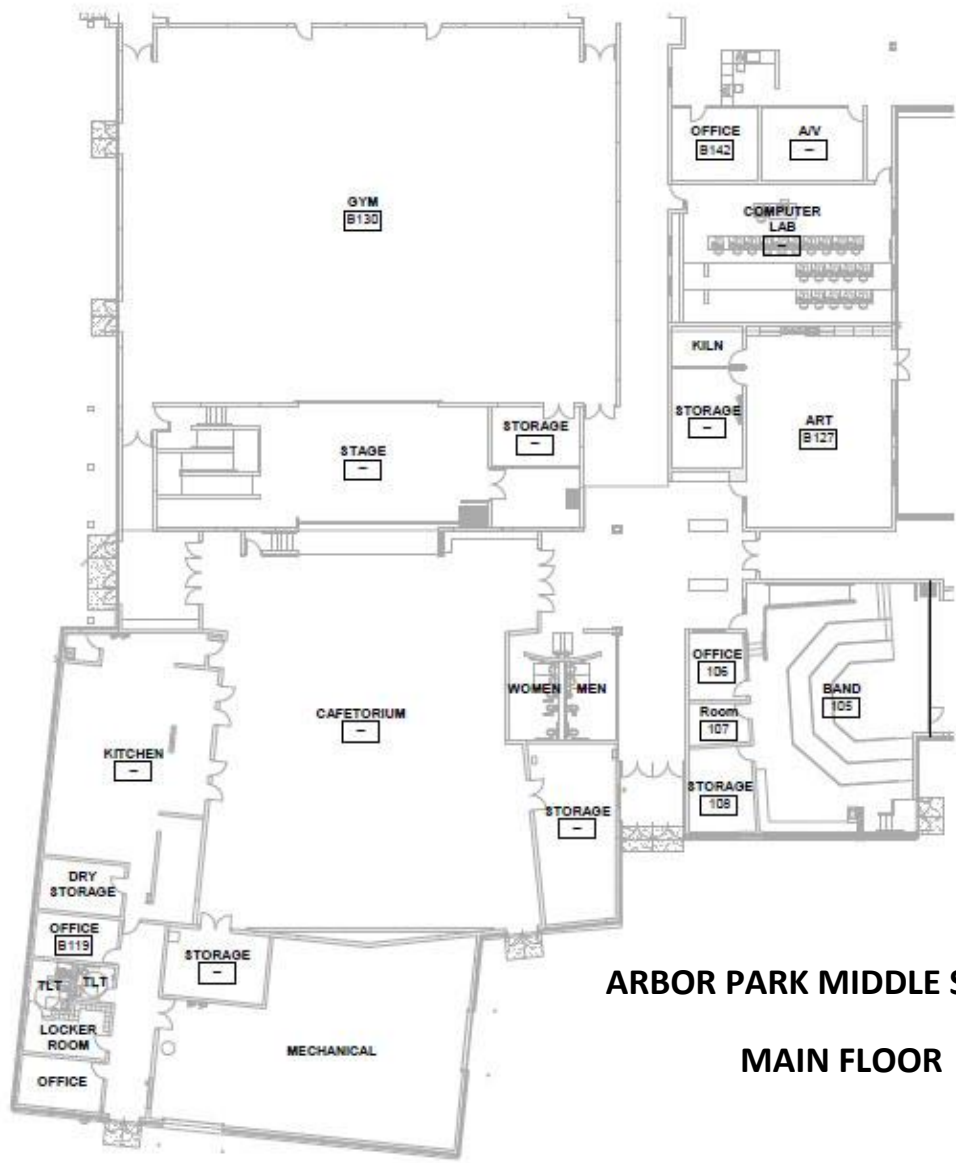 OFFICE
B142
A/V
-
GYM
B130
COMPUTER
LAB
-
KILN
STORAGE
-
ART
B127
STAGE
-
STORAGE
-
OFFICE
106
WOMEN
MEN
BAND
105
Room
107
CAFETORIUM
-
KITCHEN
-
STORAGE
108
STORAGE
-
DRY
STORAGE
OFFICE
B119
STORAGE
-
TLT
TLT
LOCKER
ROOM
MECHANICAL
OFFICE
ARBOR PARK MIDDLE S
MAIN FLOOR